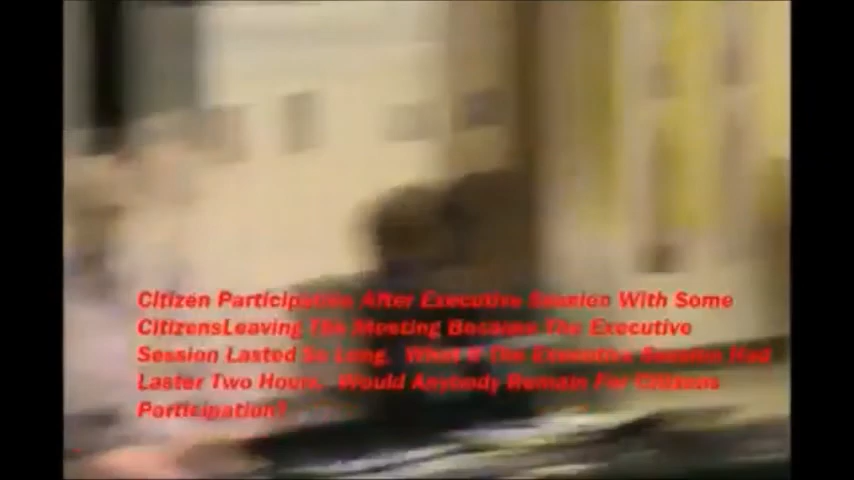 Citizen Participation After Executive Session With Some
CitizensLeaving The Meeting Because The Executive
Session Lasted So Long. What if The Executive Session Had
Laster Two Hours. Would Anybody Remain For Citizens
Participation?